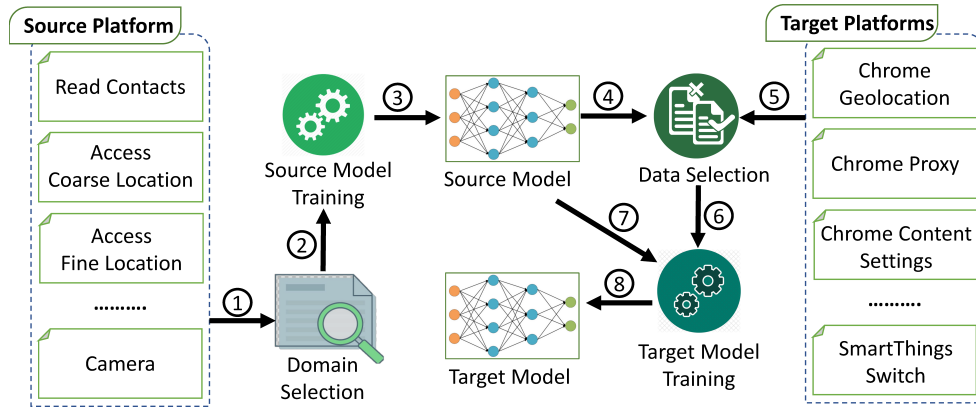 Source Platform
Read Contacts
Access
Coarse Location
Access
Fine Location
..........
Camera
1
2
Domain
Selection
Source Model
Training
3
Source Model
4
Data Selection
5
6
7
Target Model
Training
8
Target Model
Target Platforms
Chrome
Geolocation
Chrome Proxy
Chrome Content
Settings
..........
SmartThings
Switch